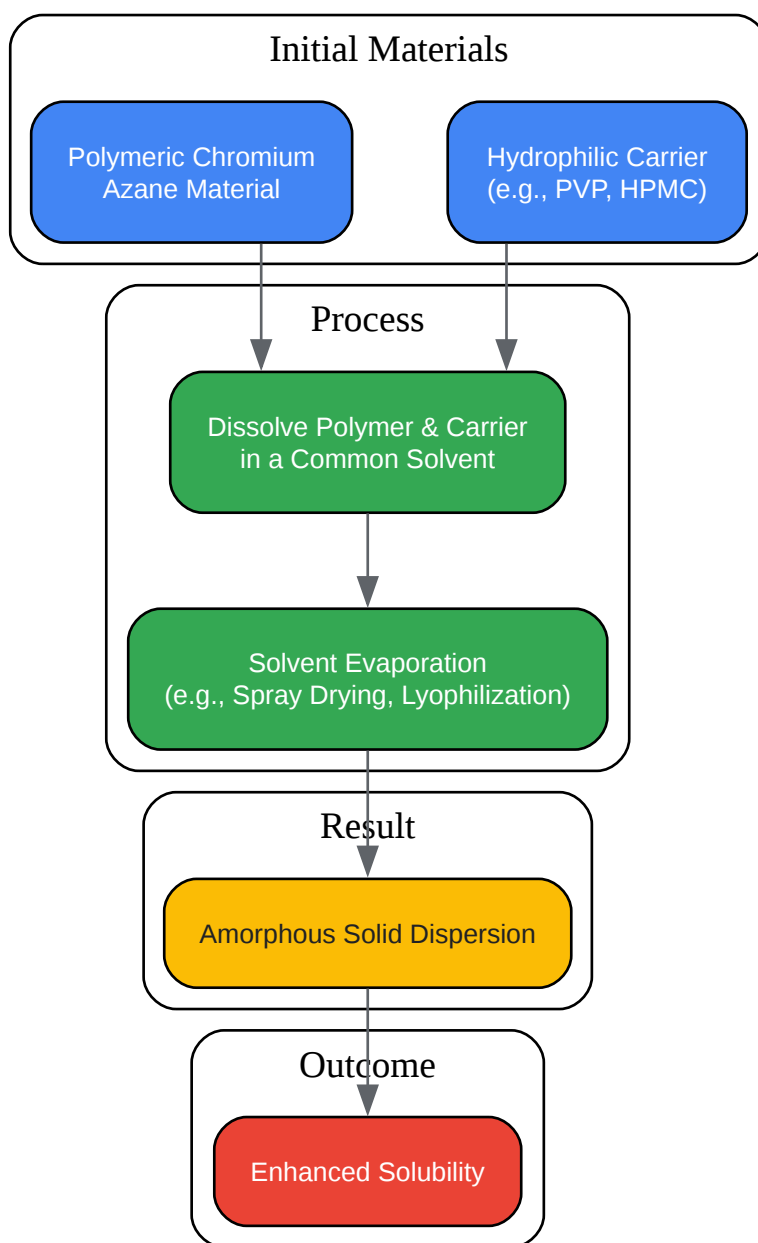 Initial Materials
Polymeric Chromium
Azane Material
Hydrophilic Carrier
(e.g., PVP, HPMC)
Process
Dissolve Polymer & Carrier
in a Common Solvent
Solvent Evaporation
(e.g., Spray Drying, Lyophilization)
Result
Amorphous Solid Dispersion
Outcome
Enhanced Solubility